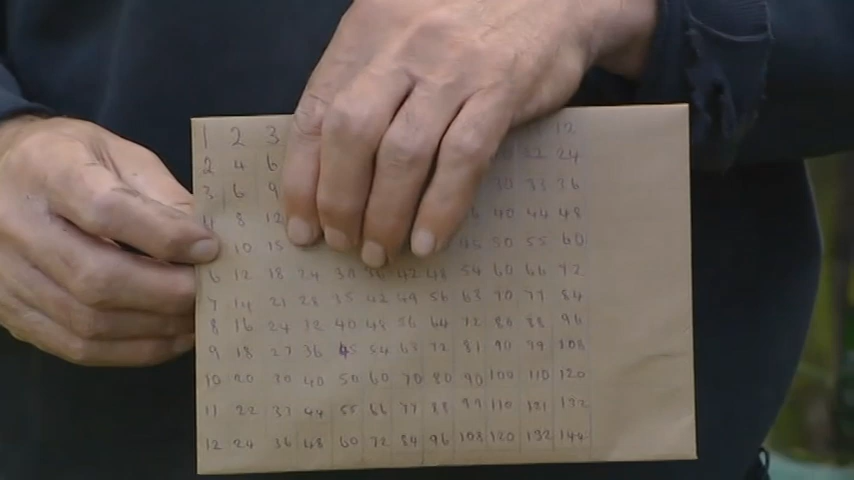 1 2 3 12
2 4 6 22 24
3 6 9 30 33 36
4 8 12 40 44 48
10 15 50 55 60
6 12 18 24 30 36 42 48 54 60 66 72
7 14 21 28 35 42 49 56 63 70 77 84
8 16 24 32 40 48 56 64 72 80 88 96
9 18 27 36 45 54 63 72 81 90 99 108
10 20 30 40 50 60 70 80 90 100 110 120
11 22 33 44 55 66 77 88 99 110 121 132
12 24 36 48 60 72 84 96 108 120 132 144